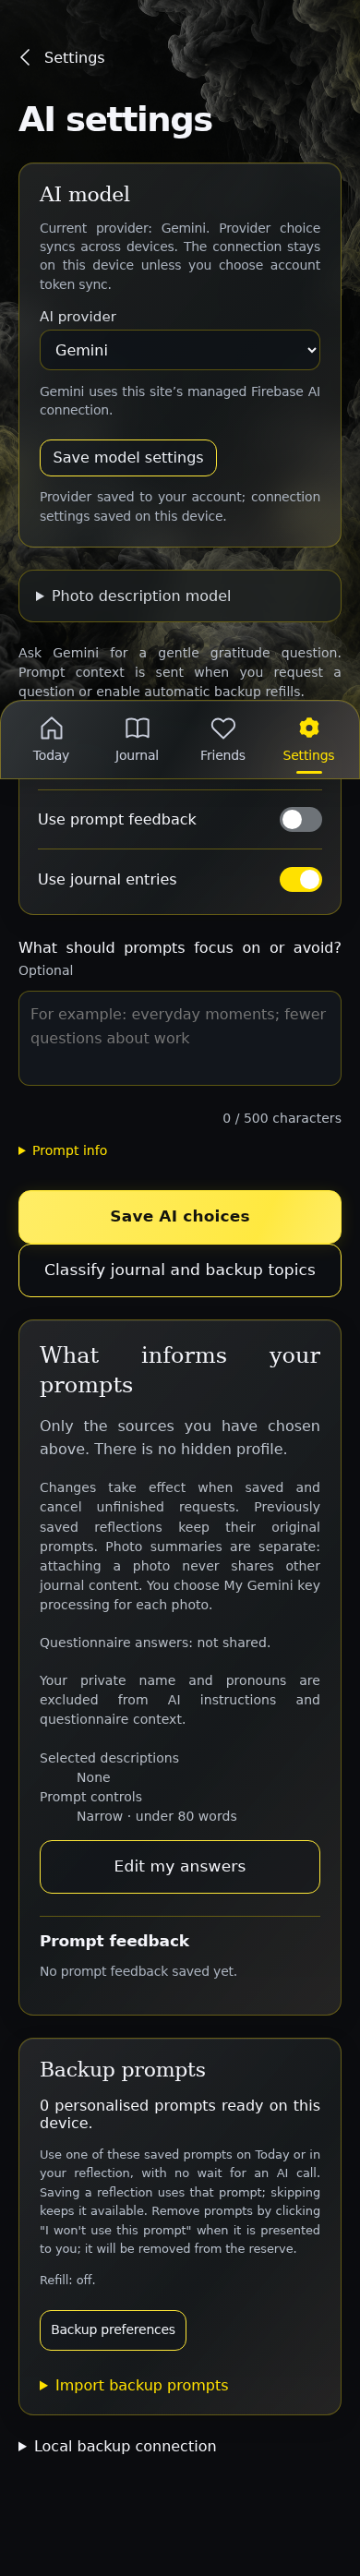 Settings
AI settings
AI model
Current provider: Gemini. Provider choice
syncs across devices. The connection stays
on this device unless you choose account
token sync.
AI provider
Gemini
Gemini uses this site’s managed Firebase AI
connection.
Save model settings
Provider saved to your account; connection
settings saved on this device.
Photo description model
Ask Gemini for a gentle gratitude question.
Prompt context is sent when you request a
question or enable automatic backup refills.
Today
Journal
Friends
Settings
Use prompt feedback
Use journal entries
What should prompts focus on or avoid?
Optional
For example: everyday moments; fewer
questions about work
0 / 500 characters
Prompt info
Save AI choices
Classify journal and backup topics
What informs your
prompts
Only the sources you have chosen
above. There is no hidden profile.
Changes take effect when saved and
cancel unfinished requests. Previously
saved reflections keep their original
prompts. Photo summaries are separate:
attaching a photo never shares other
journal content. You choose My Gemini key
processing for each photo.
Questionnaire answers: not shared.
Your private name and pronouns are
excluded from AI instructions and
questionnaire context.
Selected descriptions
None
Prompt controls
Narrow · under 80 words
Edit my answers
Prompt feedback
No prompt feedback saved yet.
Backup prompts
0 personalised prompts ready on this
device.
Use one of these saved prompts on Today or in
your reflection, with no wait for an AI call.
Saving a reflection uses that prompt; skipping
keeps it available. Remove prompts by clicking
"I won't use this prompt" when it is presented
to you; it will be removed from the reserve.
Refill: off.
Backup preferences
Import backup prompts
Local backup connection